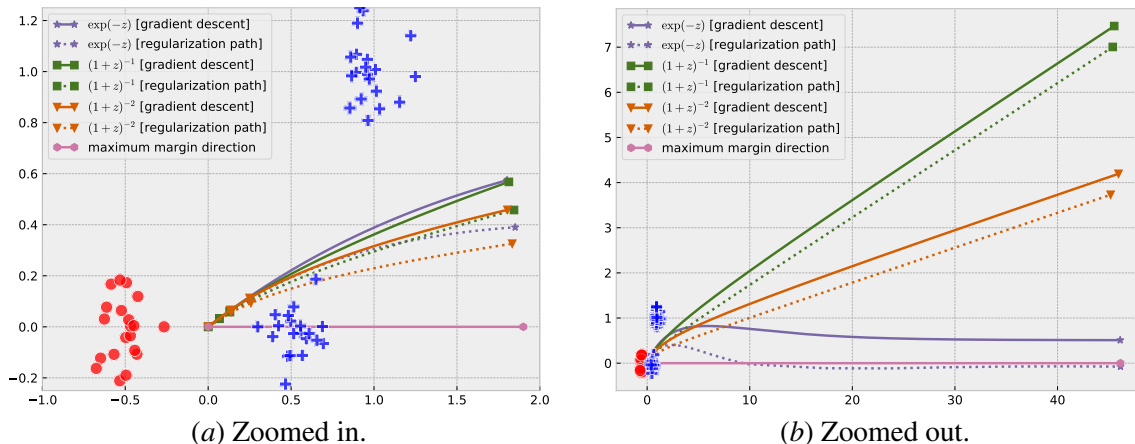 exp(−z) [gradient descent]
exp(−z) [regularization path]
(1+z)⁻¹ [gradient descent]
(1+z)⁻¹ [regularization path]
(1+z)⁻² [gradient descent]
(1+z)⁻² [regularization path]
maximum margin direction
1.2
1.0
0.8
0.6
0.4
0.2
0.0
−0.2
−1.0 −0.5 0.0 0.5 1.0 1.5 2.0
(a) Zoomed in.
exp(−z) [gradient descent]
exp(−z) [regularization path]
(1+z)⁻¹ [gradient descent]
(1+z)⁻¹ [regularization path]
(1+z)⁻² [gradient descent]
(1+z)⁻² [regularization path]
maximum margin direction
7
6
5
4
3
2
1
0
0 10 20 30 40
(b) Zoomed out.